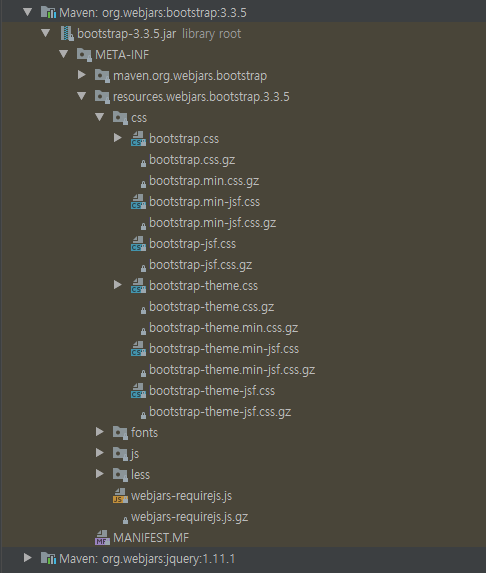 Maven: org.webjars:bootstrap:3.3.5
bootstrap-3.3.5.jar library root
META-INF
maven.org.webjars.bootstrap
resources.webjars.bootstrap.3.3.5
css
bootstrap.css
bootstrap.css.gz
bootstrap.min.css.gz
bootstrap.min-jsf.css
bootstrap.min-jsf.css.gz
bootstrap-jsf.css
bootstrap-jsf.css.gz
bootstrap-theme.css
bootstrap-theme.css.gz
bootstrap-theme.min.css.gz
bootstrap-theme.min-jsf.css
bootstrap-theme.min-jsf.css.gz
bootstrap-theme-jsf.css
bootstrap-theme-jsf.css.gz
fonts
js
less
webjars-requirejs.js
webjars-requirejs.js.gz
MANIFEST.MF
Maven: org.webjars:jquery:1.11.1